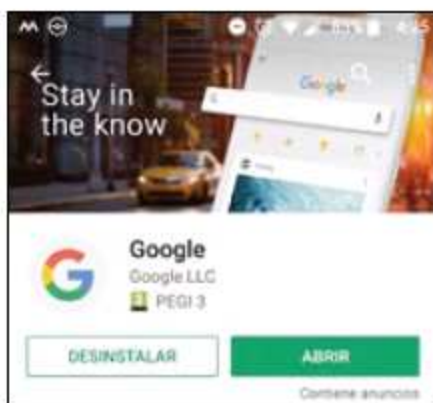 Stay in
the know
Google
Google
Google LLC
PEGI 3
DESINSTALAR
ABRIR
Contiene anuncios